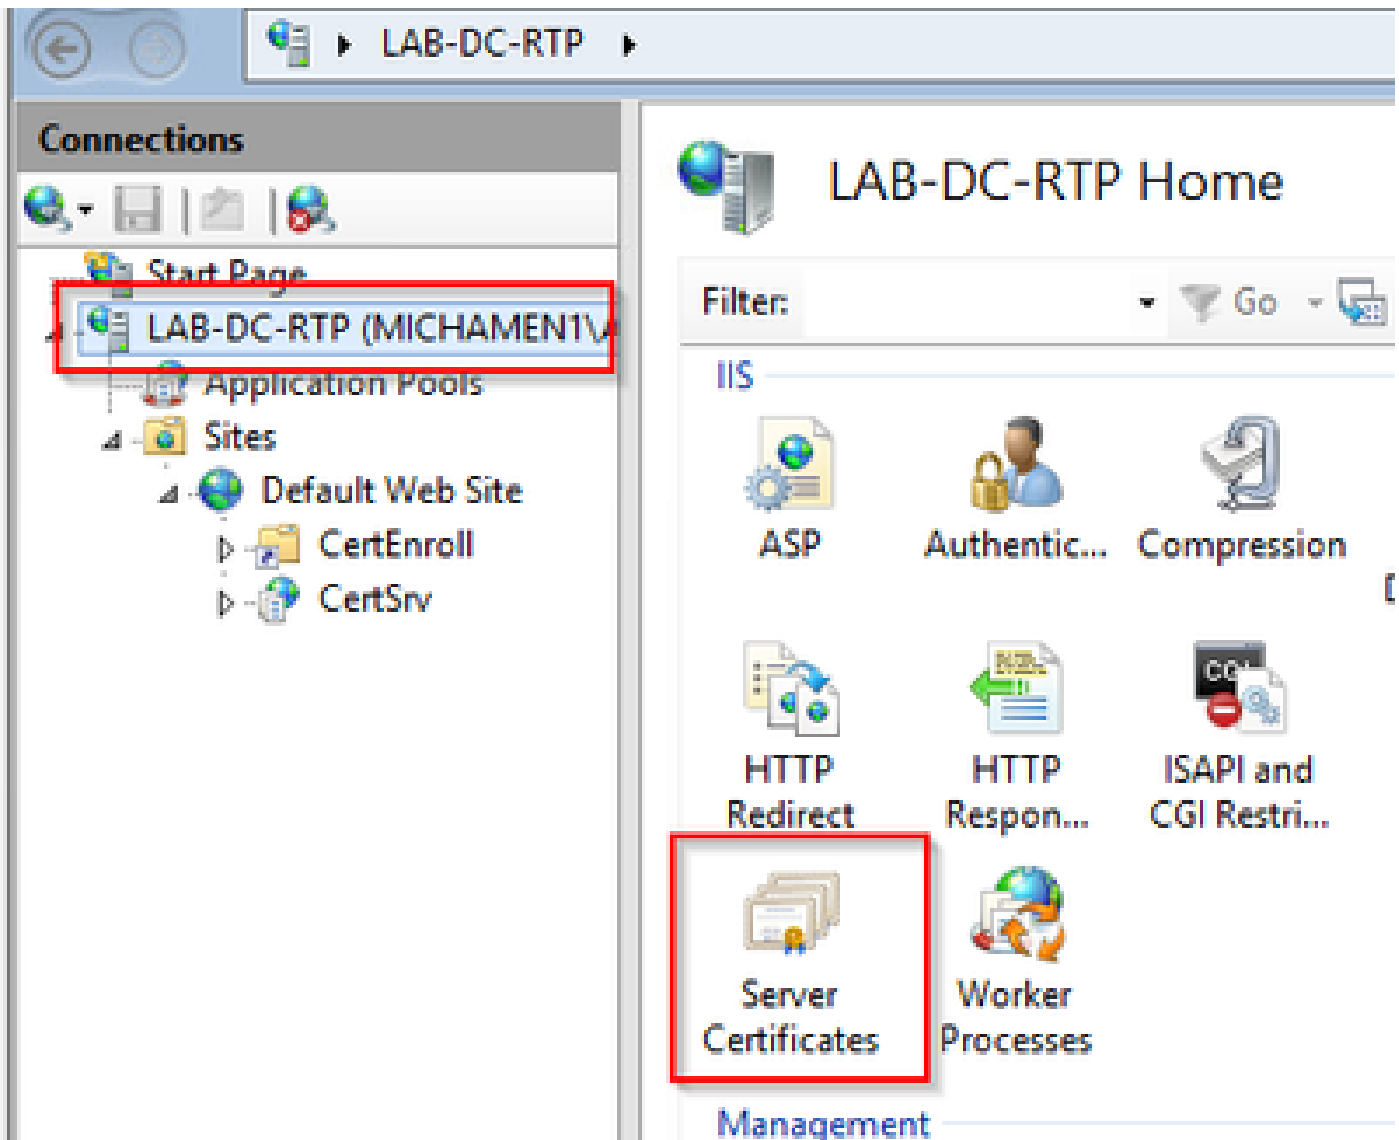 LAB-DC-RTP
Connections
Start Page
LAB-DC-RTP (MICHAMEN1\
Application Pools
Sites
Default Web Site
CertEnroll
CertSrv
LAB-DC-RTP Home
Filter:
Go
IIS
ASP
Authentic...
Compression
HTTP
Redirect
HTTP
Respon...
ISAPI and
CGI Restri...
Server
Certificates
Worker
Processes
Management